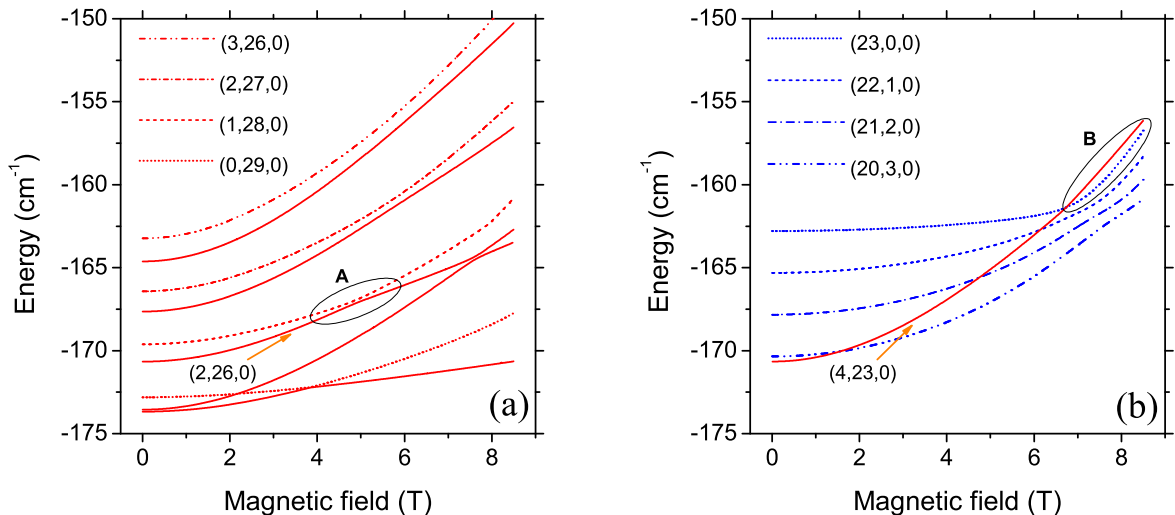 -150
-155
-160
-165
-170
-175
Energy (cm⁻¹)
(3,26,0)
(2,27,0)
(1,28,0)
(0,29,0)
A
(2,26,0)
(a)
0 2 4 6 8
Magnetic field (T)
-150
-155
-160
-165
-170
-175
Energy (cm⁻¹)
(23,0,0)
(22,1,0)
(21,2,0)
(20,3,0)
B
(4,23,0)
(b)
0 2 4 6 8
Magnetic field (T)